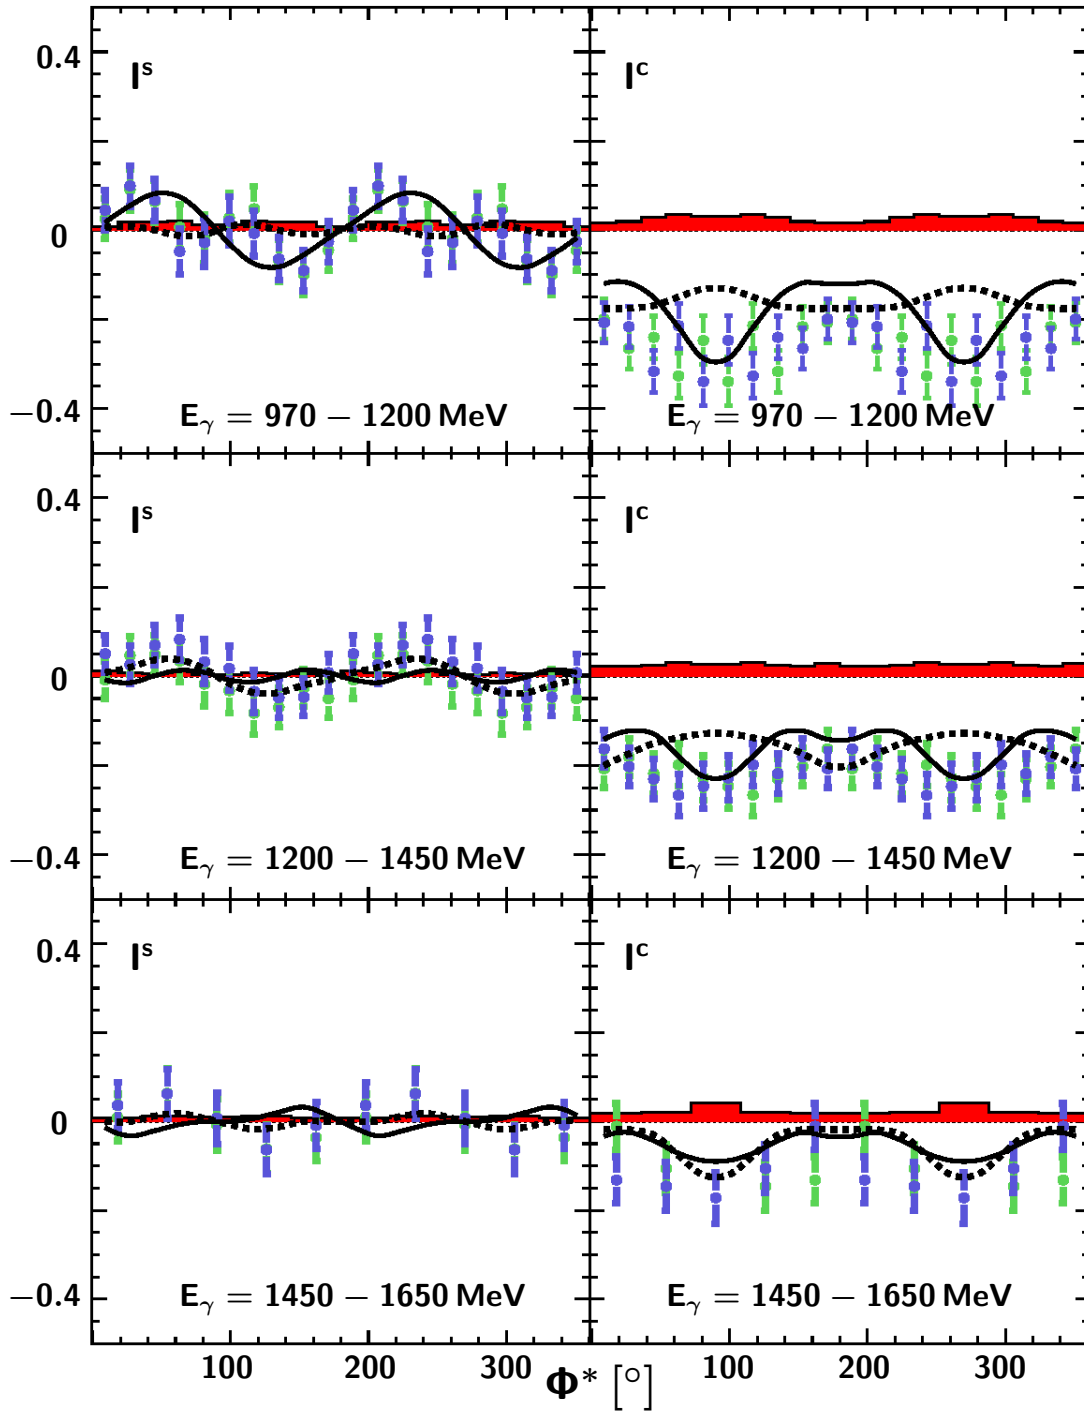 0.4
I^s
I^c
0
−0.4
E_γ = 970 − 1200 MeV
E_γ = 970 − 1200 MeV
0.4
I^s
I^c
0
−0.4
E_γ = 1200 − 1450 MeV
E_γ = 1200 − 1450 MeV
0.4
I^s
I^c
0
−0.4
E_γ = 1450 − 1650 MeV
E_γ = 1450 − 1650 MeV
100 200 300 100 200 300
Φ* [°]